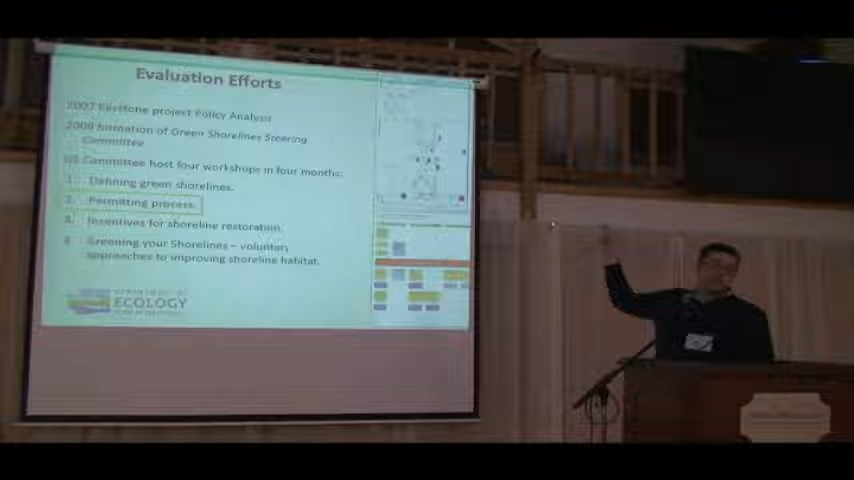 Evaluation Efforts
2007 Keystone project Policy Analysis
2009 formation of Green Shorelines Steering
Committee
Committee host four workshops in four months:
1. Defining green shorelines.
2. Permitting process.
3. Incentives for shoreline restoration.
4. Greening your Shorelines – voluntary
approaches to improving shoreline habitat.
DEPARTMENT OF
ECOLOGY